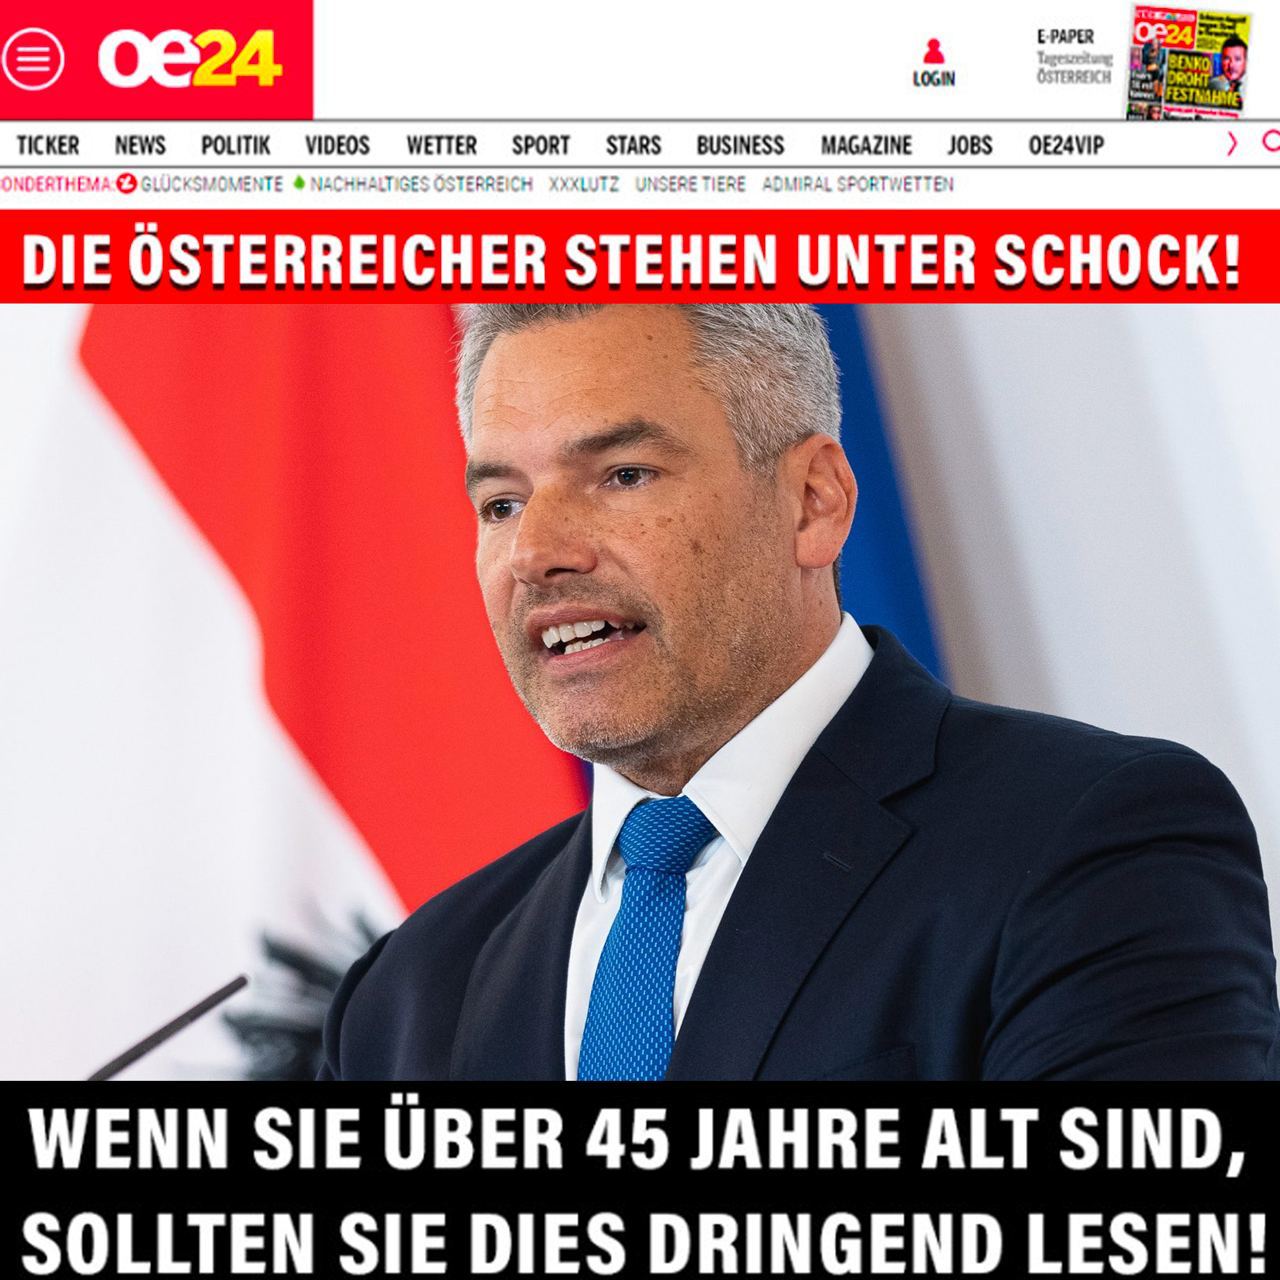 oe24
LOGIN
E-PAPER
Tageszeitung
ÖSTERREICH
oe24
BENKO
DROHT
FESTNAHME
TICKER NEWS POLITIK VIDEOS WETTER SPORT STARS BUSINESS MAGAZINE JOBS OE24VIP
ONDERTHEMA: GLÜCKSMOMENTE NACHHALTIGES ÖSTERREICH XXXLUTZ UNSERE TIERE ADMIRAL SPORTWETTEN
DIE ÖSTERREICHER STEHEN UNTER SCHOCK!
WENN SIE ÜBER 45 JAHRE ALT SIND,
SOLLTEN SIE DIES DRINGEND LESEN!